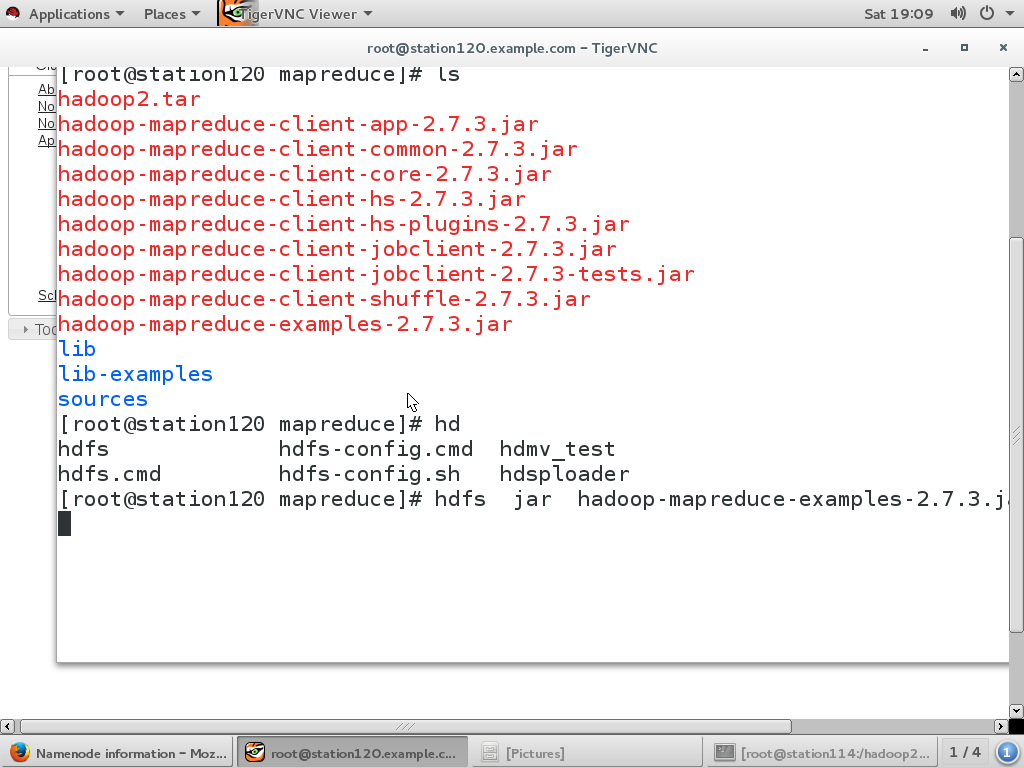 Applications Places TigerVNC Viewer Sat 19:09
root@station120.example.com - TigerVNC
[root@station120 mapreduce]# ls
hadoop2.tar
hadoop-mapreduce-client-app-2.7.3.jar
hadoop-mapreduce-client-common-2.7.3.jar
hadoop-mapreduce-client-core-2.7.3.jar
hadoop-mapreduce-client-hs-2.7.3.jar
hadoop-mapreduce-client-hs-plugins-2.7.3.jar
hadoop-mapreduce-client-jobclient-2.7.3.jar
hadoop-mapreduce-client-jobclient-2.7.3-tests.jar
hadoop-mapreduce-client-shuffle-2.7.3.jar
hadoop-mapreduce-examples-2.7.3.jar
lib
lib-examples
sources
[root@station120 mapreduce]# hd
hdfs hdfs-config.cmd hdmv_test
hdfs.cmd hdfs-config.sh hdsploader
[root@station120 mapreduce]# hdfs jar hadoop-mapreduce-examples-2.7.3.ja
Ab
No
No
Ap
Scl
Too
Namenode information - Moz...
root@station120.example.c...
[Pictures]
[root@station114:/hadoop2...
1 / 4
1